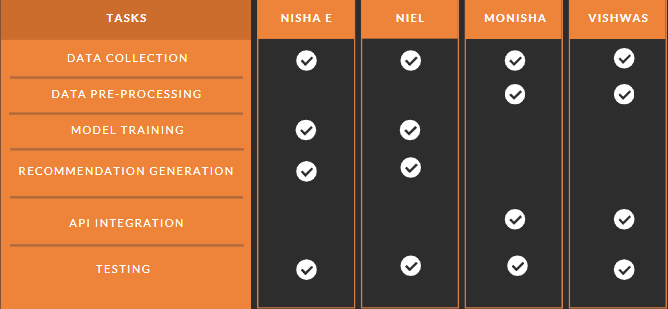 TASKS NISHA E NIEL MONISHA VISHWAS
DATA COLLECTION
DATA PRE-PROCESSING
MODEL TRAINING
RECOMMENDATION GENERATION
API INTEGRATION
TESTING